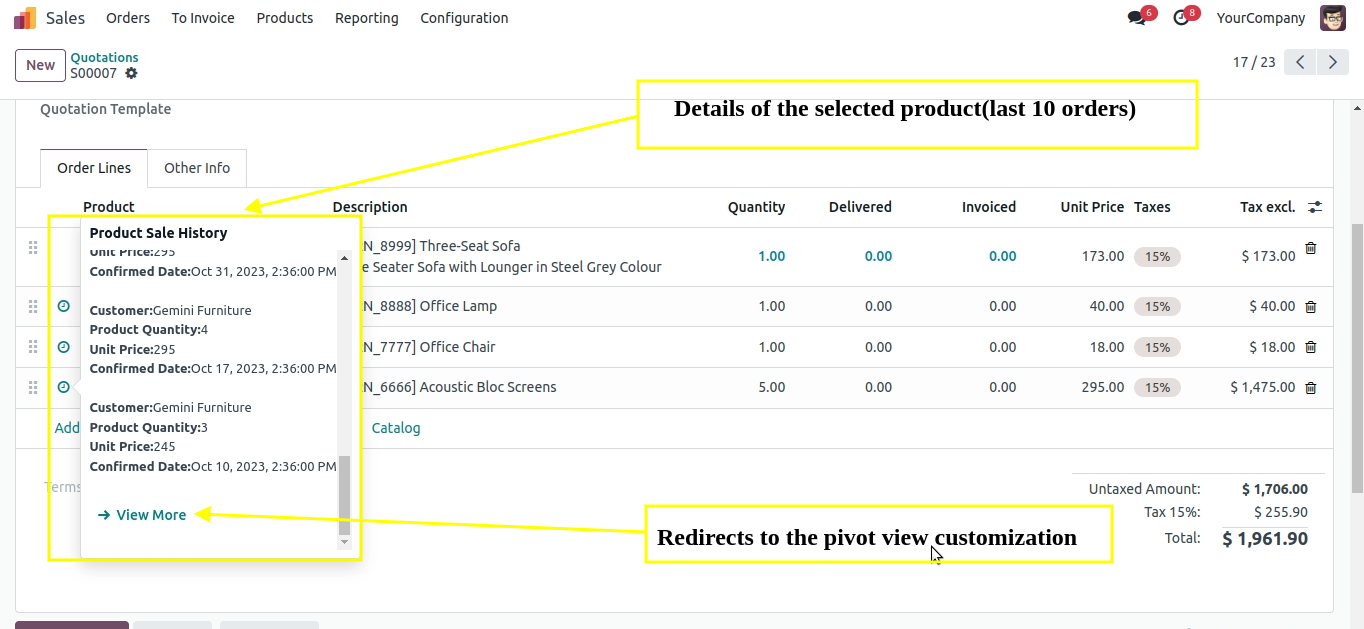 Sales Orders To Invoice Products Reporting Configuration 6 8 YourCompany
New Quotations
S00007
17 / 23
Quotation Template
Details of the selected product(last 10 orders)
Order Lines Other Info
Product Description Quantity Delivered Invoiced Unit Price Taxes Tax excl.
Product Sale History
Unit Price:295
Confirmed Date:Oct 31, 2023, 2:36:00 PM
Customer:Gemini Furniture
Product Quantity:4
Unit Price:295
Confirmed Date:Oct 17, 2023, 2:36:00 PM
Customer:Gemini Furniture
Product Quantity:3
Unit Price:245
Confirmed Date:Oct 10, 2023, 2:36:00 PM
View More
N_8999] Three-Seat Sofa
e Seater Sofa with Lounger in Steel Grey Colour
1.00 0.00 0.00 173.00 15% $ 173.00
N_8888] Office Lamp 1.00 0.00 0.00 40.00 15% $ 40.00
N_7777] Office Chair 1.00 0.00 0.00 18.00 15% $ 18.00
N_6666] Acoustic Bloc Screens 5.00 0.00 0.00 295.00 15% $ 1,475.00
Add Catalog
Terms
Untaxed Amount: $ 1,706.00
Tax 15%: $ 255.90
Total: $ 1,961.90
Redirects to the pivot view customization